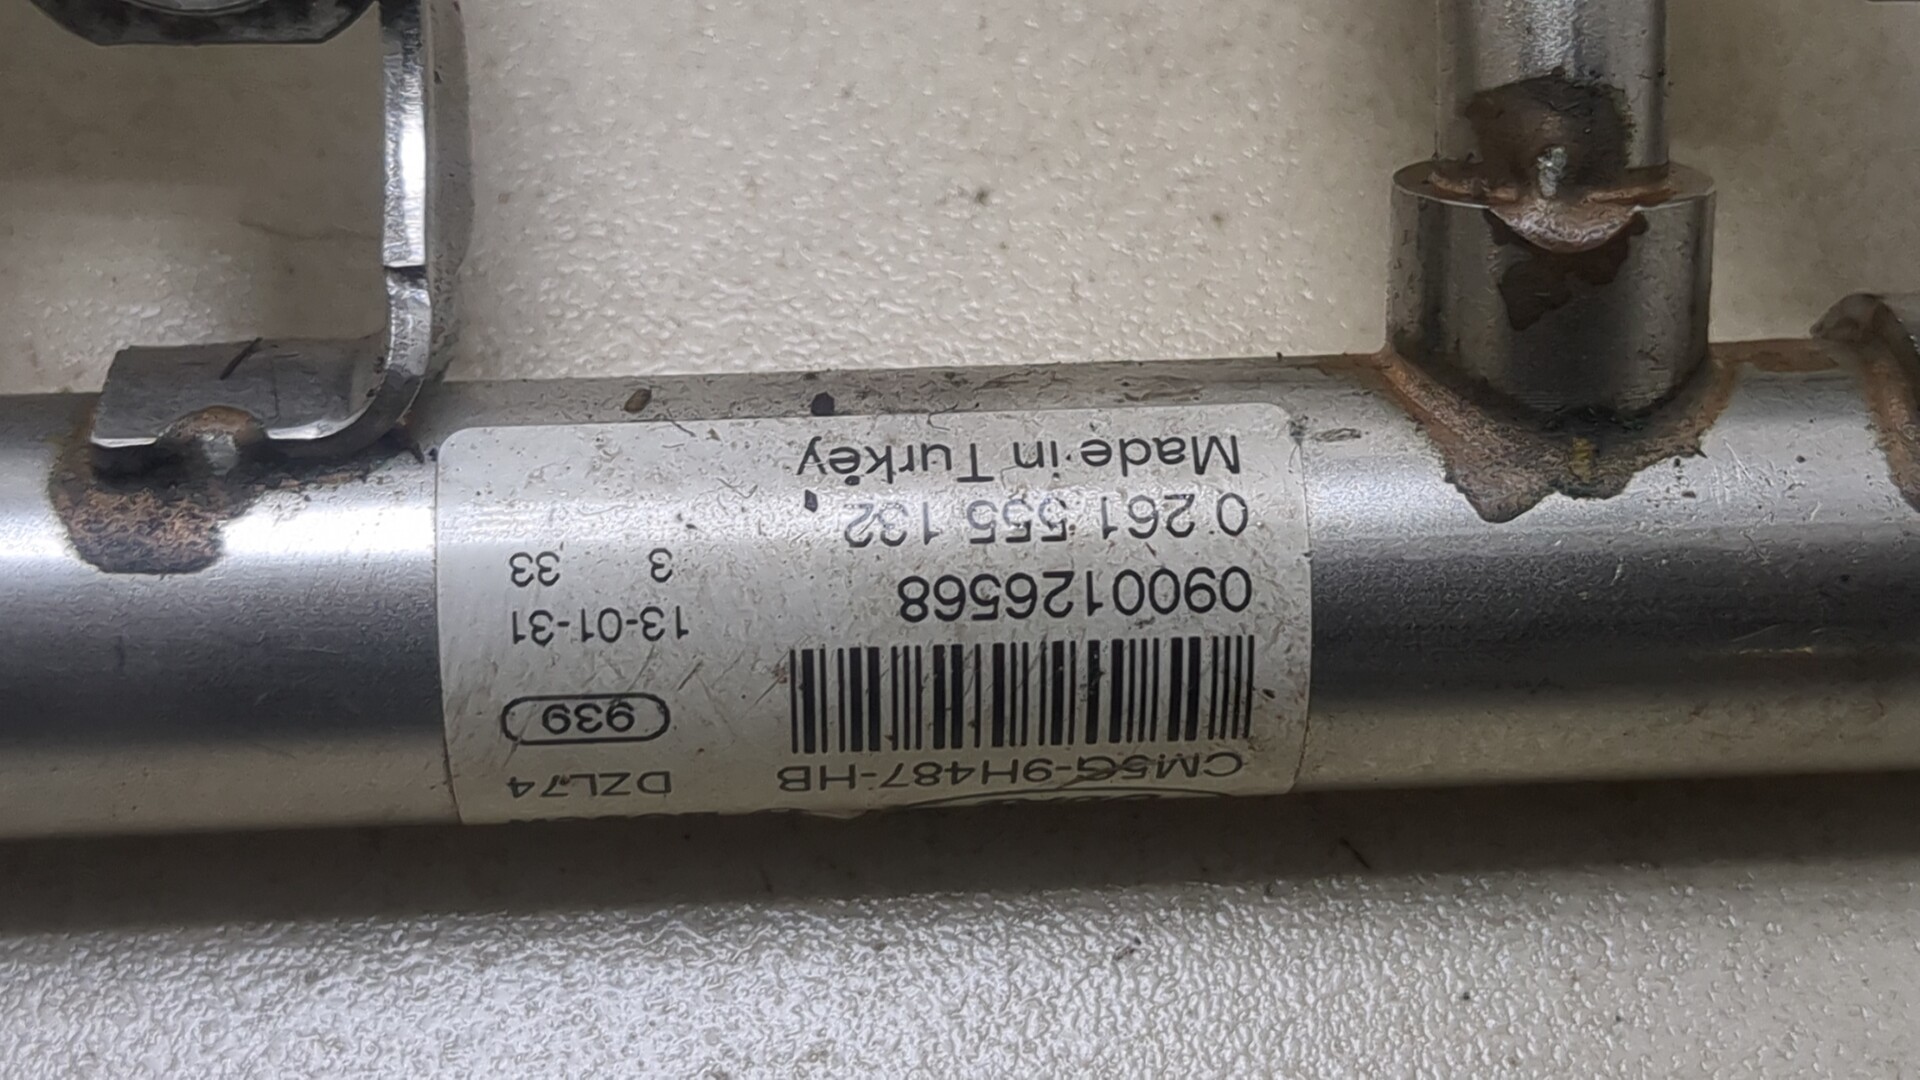 CM5G-9H487-HB DZL74
939
0900126568 13-01-31
0 261 555 132 3 33
Made in Turkey